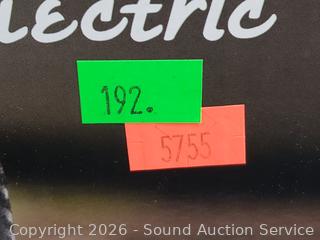 lectric
192.
5755
Copyright 2026 - Sound Auction Service